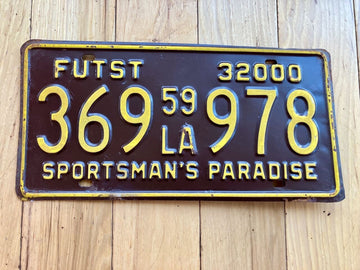 FUTST 32000
369 59 LA 978
SPORTSMAN'S PARADISE